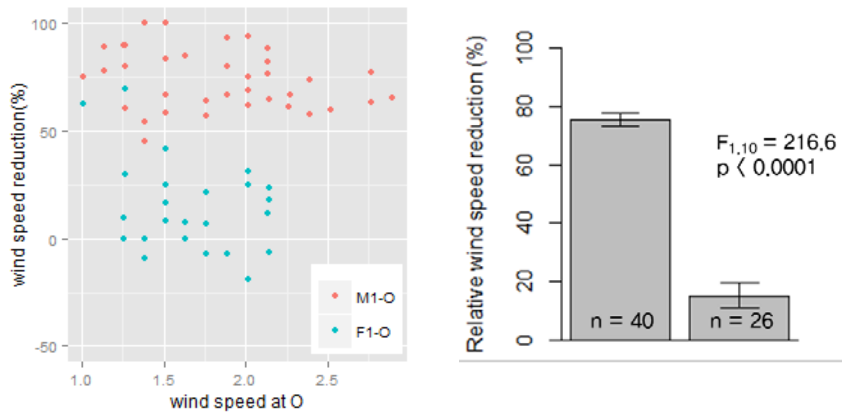 wind speed reduction(%)
100
50
0
-50
1.0
1.5
2.0
2.5
wind speed at O
M1-O
F1-O
Relative wind speed reduction (%)
100
80
60
40
20
0
F1,10 = 216.6
p < 0.0001
n = 40
n = 26